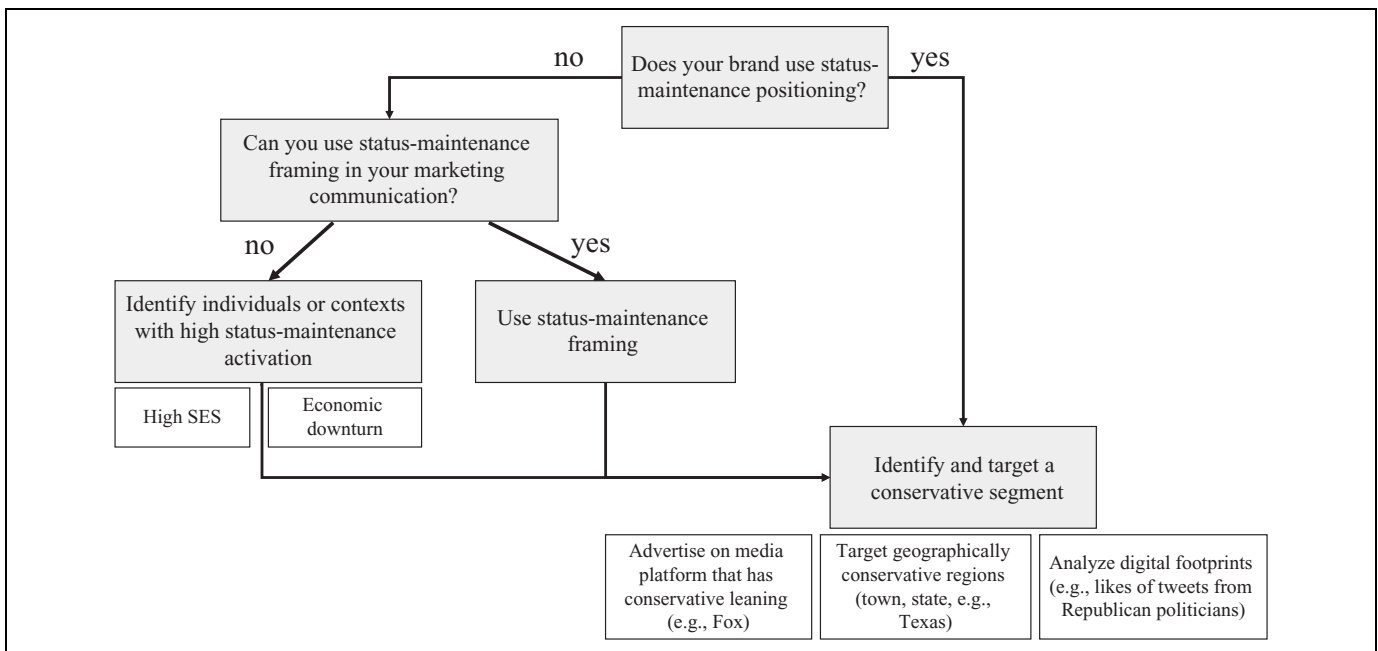 no
Does your brand use status-
maintenance positioning?
yes
Can you use status-maintenance
framing in your marketing
communication?
no
yes
Identify individuals or contexts
with high status-maintenance
activation
Use status-maintenance
framing
High SES
Economic
downturn
Identify and target a
conservative segment
Advertise on media
platform that has
conservative leaning
(e.g., Fox)
Target geographically
conservative regions
(town, state, e.g.,
Texas)
Analyze digital footprints
(e.g., likes of tweets from
Republican politicians)